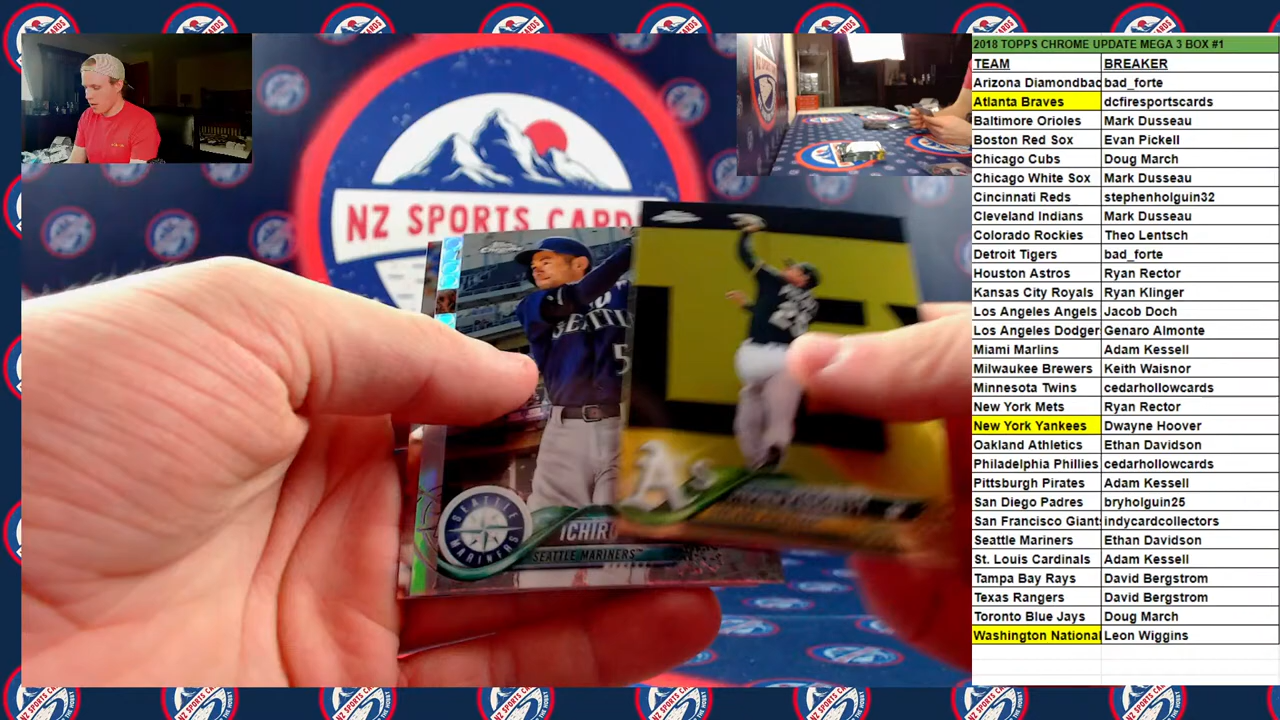 2018 TOPPS CHROME UPDATE MEGA 3 BOX #1
TEAM BREAKER
Arizona Diamondbac bad_forte
Atlanta Braves dcfiresportscards
Baltimore Orioles Mark Dusseau
Boston Red Sox Evan Pickell
Chicago Cubs Doug March
Chicago White Sox Mark Dusseau
Cincinnati Reds stephenholguin32
Cleveland Indians Mark Dusseau
Colorado Rockies Theo Lentsch
Detroit Tigers bad_forte
Houston Astros Ryan Rector
Kansas City Royals Ryan Klinger
Los Angeles Angels Jacob Doch
Los Angeles Dodger Genaro Almonte
Miami Marlins Adam Kessell
Milwaukee Brewers Keith Waisnor
Minnesota Twins cedarhollowcards
New York Mets Ryan Rector
New York Yankees Dwayne Hoover
Oakland Athletics Ethan Davidson
Philadelphia Phillies cedarhollowcards
Pittsburgh Pirates Adam Kessell
San Diego Padres bryholguin25
San Francisco Giants indycardcollectors
Seattle Mariners Ethan Davidson
St. Louis Cardinals Adam Kessell
Tampa Bay Rays David Bergstrom
Texas Rangers David Bergstrom
Toronto Blue Jays Doug March
Washington National Leon Wiggins
NZ SPORTS CARD
Chrome
SEATTL
5
A's
SEATTLE
MARINERS
ICHIR
SEATTLE MARINERS